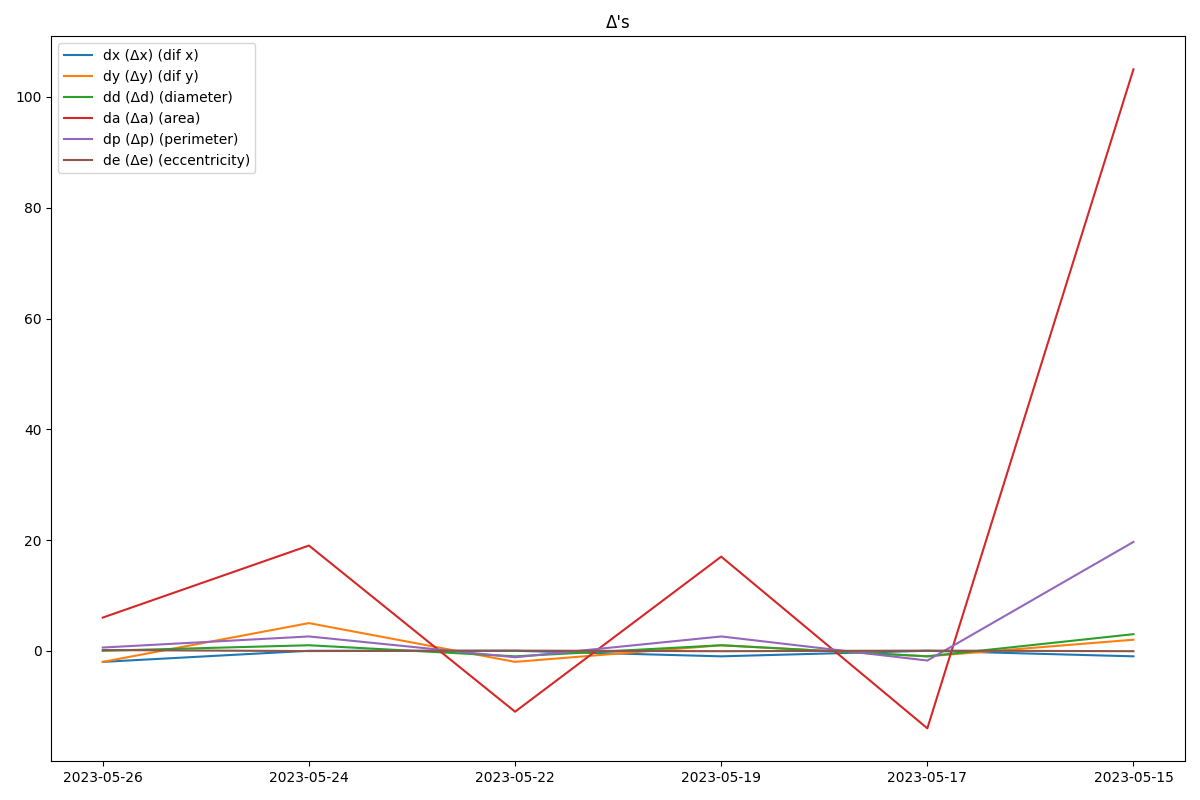 Δ's
dx (Δx) (dif x)
dy (Δy) (dif y)
dd (Δd) (diameter)
da (Δa) (area)
dp (Δp) (perimeter)
de (Δe) (eccentricity)
100
80
60
40
20
0
2023-05-26 2023-05-24 2023-05-22 2023-05-19 2023-05-17 2023-05-15